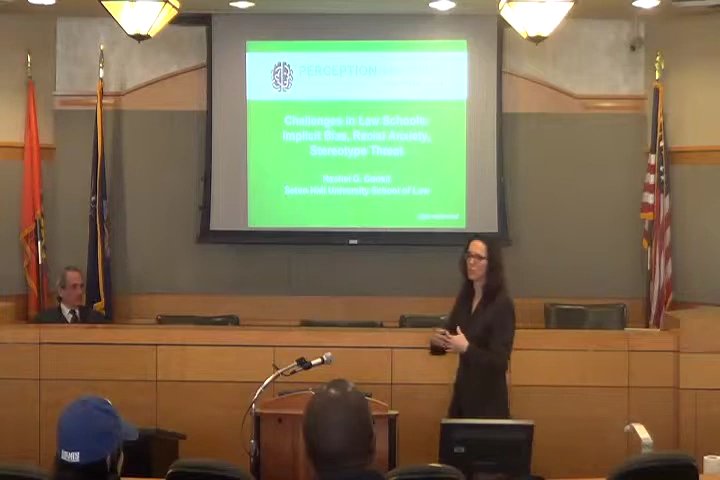 PERCEPTION
Challenges in Law Schools:
Implicit Bias, Racial Anxiety,
Stereotype Threat
Rachel D. Godsil
Seton Hall University School of Law